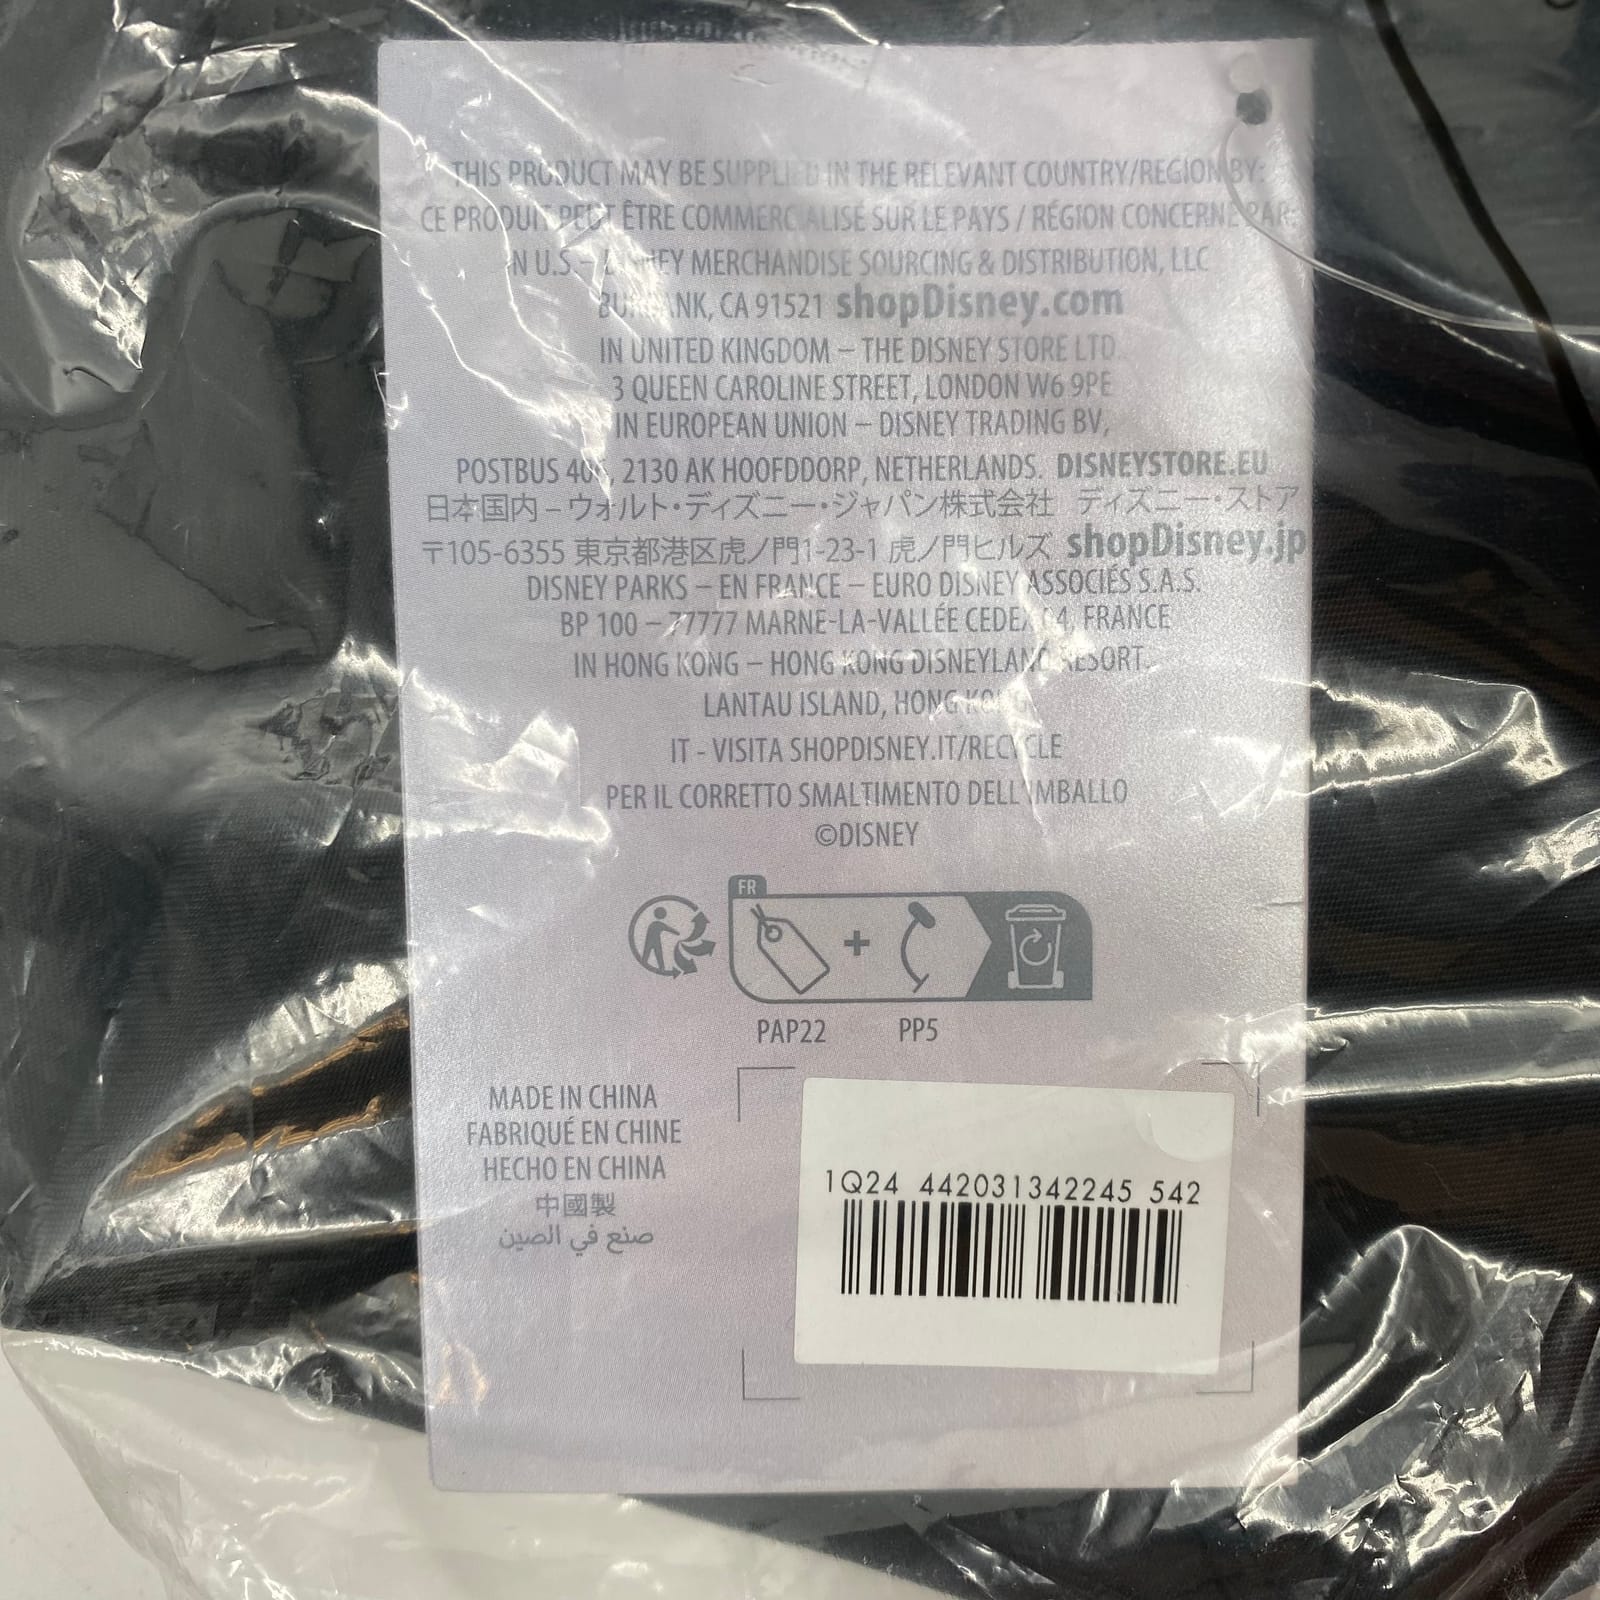 THIS PRODUCT MAY BE SUPPLIED IN THE RELEVANT COUNTRY/REGION BY:
CE PRODUIT PEUT ÊTRE COMMERCIALISÉ SUR LE PAYS / RÉGION CONCERNÉ PAR:
IN U.S. – DISNEY MERCHANDISE SOURCING & DISTRIBUTION, LLC
BURBANK, CA 91521 shopDisney.com
IN UNITED KINGDOM – THE DISNEY STORE LTD.
3 QUEEN CAROLINE STREET, LONDON W6 9PE
IN EUROPEAN UNION – DISNEY TRADING BV,
POSTBUS 2130 AK HOOFDDORP, NETHERLANDS. DISNEYSTORE.EU
日本国内 – ウォルト・ディズニー・ジャパン株式会社 ディズニー・ストア
〒105-6355 東京都港区虎ノ門1-23-1 虎ノ門ヒルズ shopDisney.jp
DISNEY PARKS – EN FRANCE – EURO DISNEY ASSOCIÉS S.A.S.
BP 100 – 77777 MARNE-LA-VALLÉE CEDEX 04, FRANCE
IN HONG KONG – HONG KONG DISNEYLAND RESORT.
LANTAU ISLAND, HONG KONG
IT - VISITA SHOPDISNEY.IT/RECYCLE
PER IL CORRETTO SMALTIMENTO DELL'IMBALLO
©DISNEY
FR
+
PAP22 PP5
MADE IN CHINA
FABRIQUÉ EN CHINE
HECHO EN CHINA
中國製
صنع في الصين
1Q24 442031342245 542